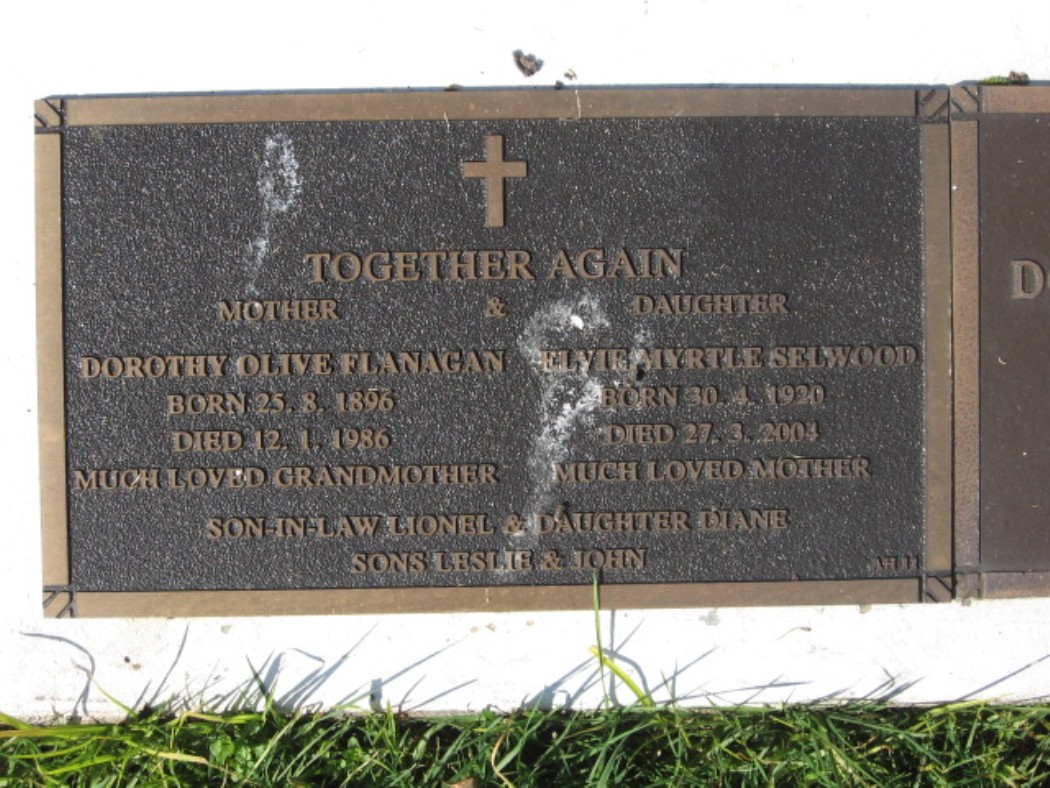 TOGETHER AGAIN
MOTHER & DAUGHTER
DOROTHY OLIVE FLANAGAN ELVIE MYRTLE SELWOOD
BORN 25. 8. 1896 BORN 30. 4. 1920
DIED 12. 1. 1986 DIED 27. 3. 2004
MUCH LOVED GRANDMOTHER MUCH LOVED MOTHER
SON-IN-LAW LIONEL & DAUGHTER DIANE
SONS LESLIE & JOHN
D